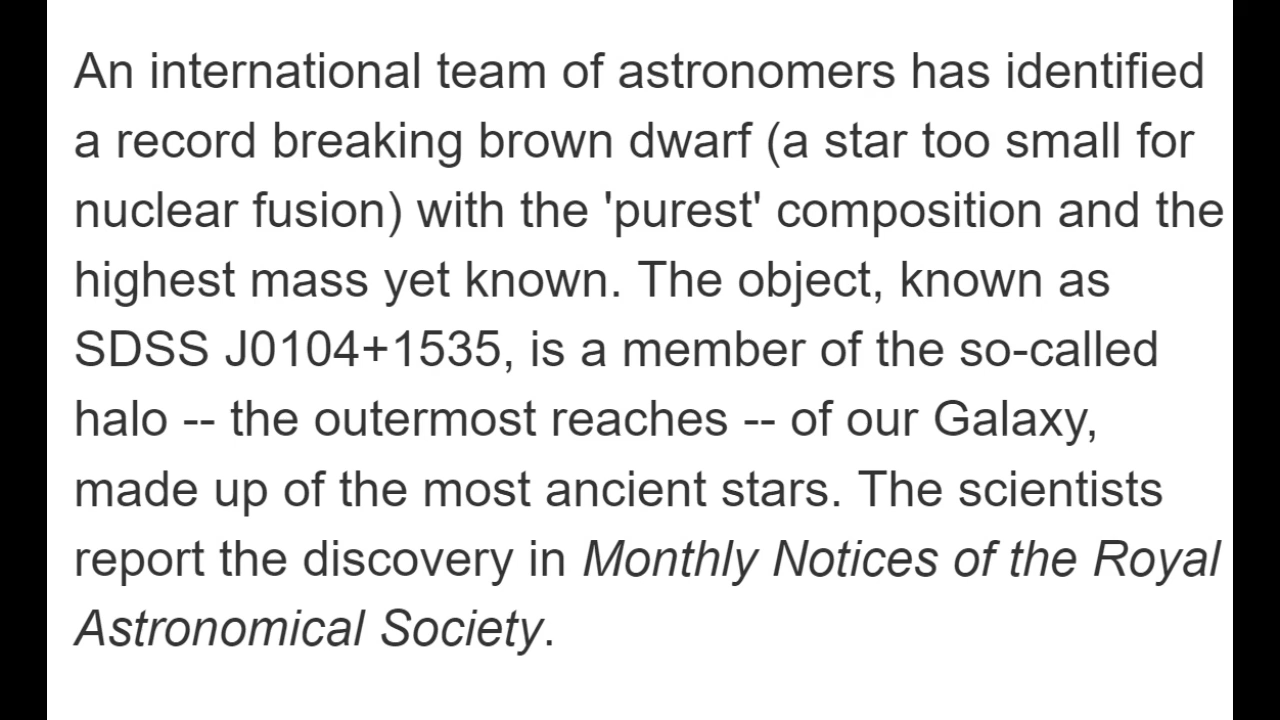 An international team of astronomers has identified
a record breaking brown dwarf (a star too small for
nuclear fusion) with the 'purest' composition and the
highest mass yet known. The object, known as
SDSS J0104+1535, is a member of the so-called
halo -- the outermost reaches -- of our Galaxy,
made up of the most ancient stars. The scientists
report the discovery in Monthly Notices of the Royal
Astronomical Society.